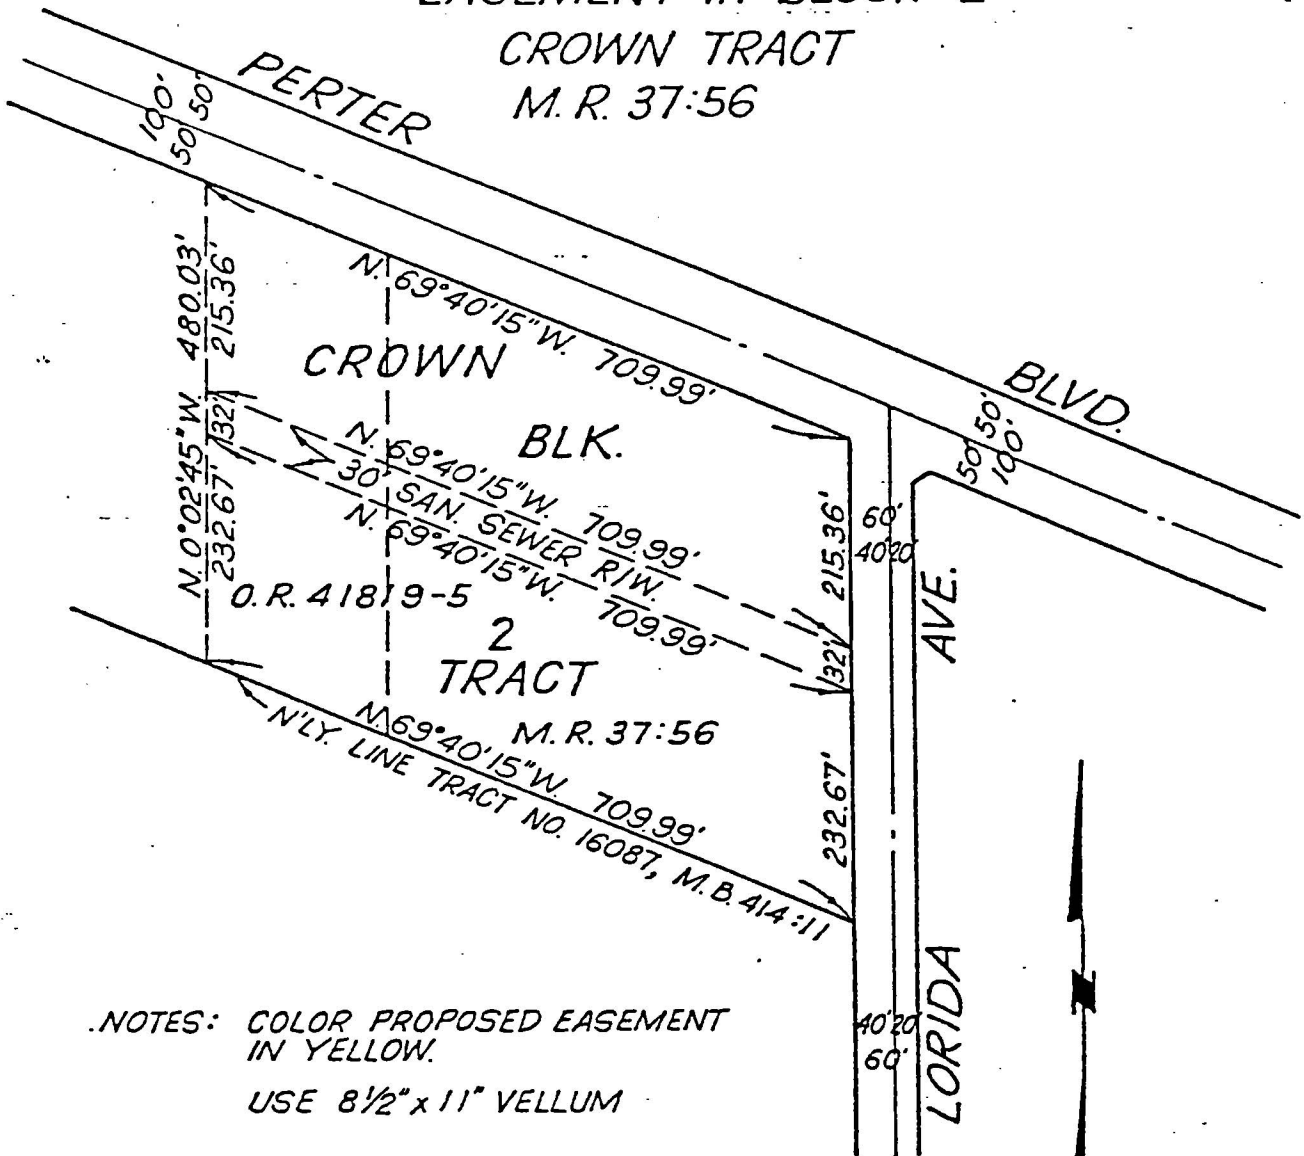 CROWN TRACT
M. R. 37:56
PERTER
BLVD.
100'
50' 50'
N. 69°40'15"W. 709.99'
CROWN
BLK.
N. 0°02'45"W. 480.03'
215.36'
32'
232.67'
N. 69°40'15"W. 709.99'
30' SAN. SEWER R/W.
N. 69°40'15"W. 709.99'
O. R. 41819-5
2
TRACT
M. R. 37:56
N. 69°40'15"W. 709.99'
N'LY. LINE TRACT NO. 16087, M.B. 414:11
215.36'
32'
232.67'
60'
40' 20'
50' 50'
100'
AVE.
LORIDA
40' 20'
60'
N
NOTES: COLOR PROPOSED EASEMENT
IN YELLOW.
USE 8 1/2" x 11" VELLUM